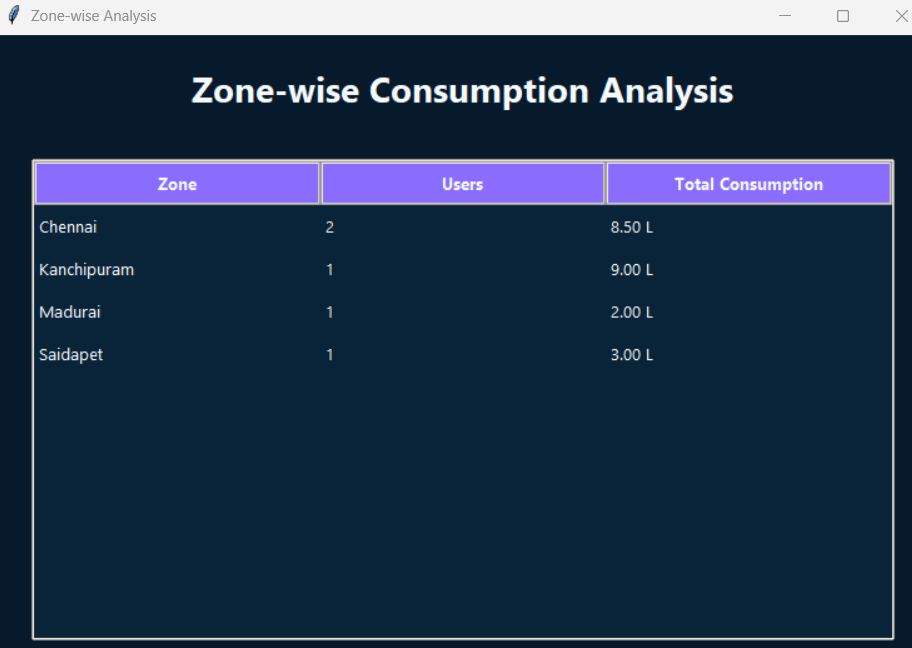 Zone-wise Analysis
Zone-wise Consumption Analysis
Zone Users Total Consumption
Chennai 2 8.50 L
Kanchipuram 1 9.00 L
Madurai 1 2.00 L
Saidapet 1 3.00 L